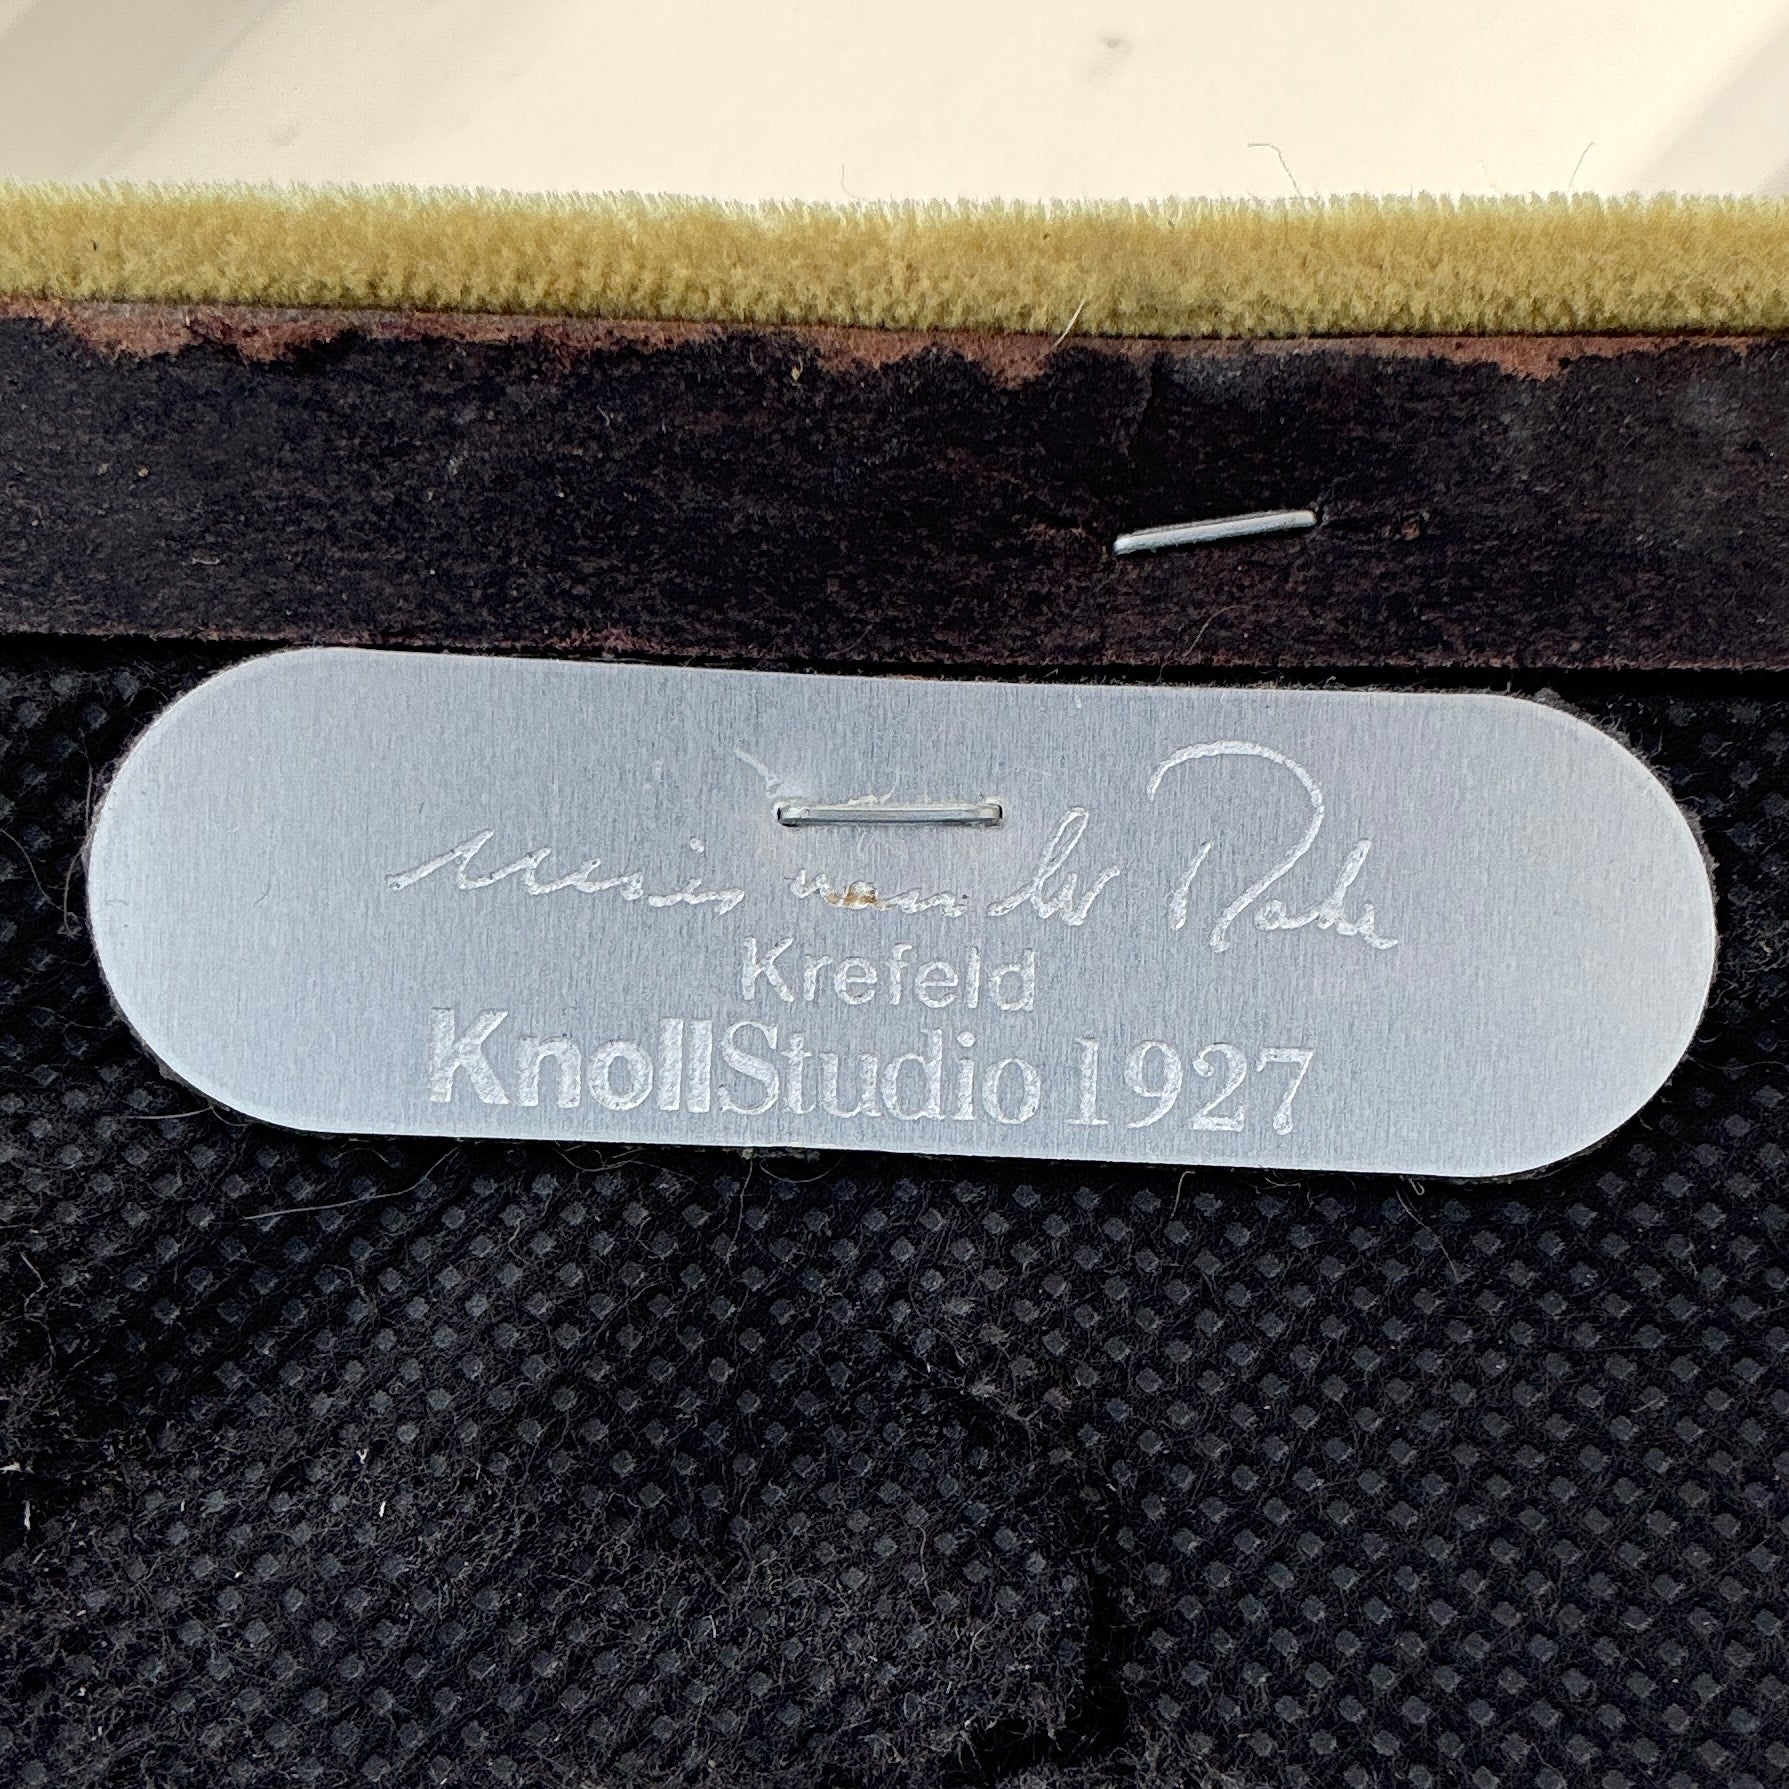 mies van der Rohe
Krefeld
KnollStudio 1927